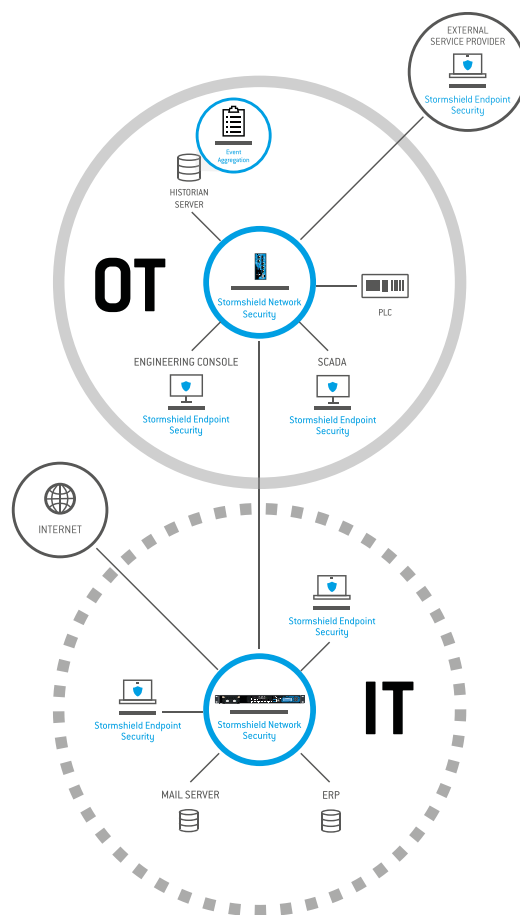 EXTERNAL
SERVICE PROVIDER
Stormshield Endpoint
Security
Event
Aggregation
HISTORIAN
SERVER
OT
Stormshield Network
Security
PLC
ENGINEERING CONSOLE
Stormshield Endpoint
Security
SCADA
Stormshield Endpoint
Security
INTERNET
Stormshield Endpoint
Security
IT
Stormshield Endpoint
Security
Stormshield Network
Security
MAIL SERVER
ERP